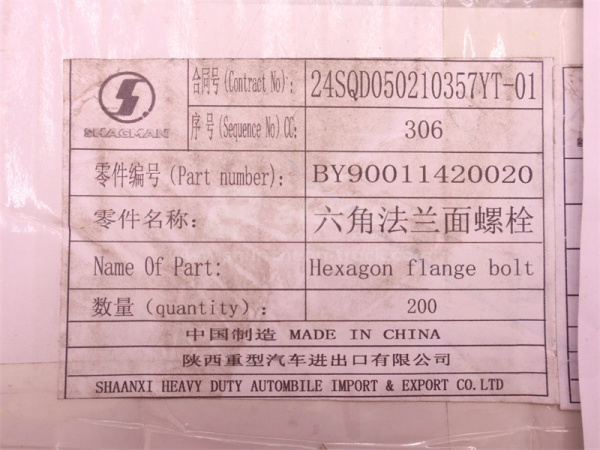 SHACMAN
合同号(Contract No): 24SQD050210357YT-01
序号(Sequence No)CC: 306
零件编号(Part number): BY90011420020
零件名称: 六角法兰面螺栓
Name Of Part: Hexagon flange bolt
数量(quantity): 200
中国制造 MADE IN CHINA
陕西重型汽车进出口有限公司
SHAANXI HEAVY DUTY AUTOMBILE IMPORT & EXPORT CO.LTD